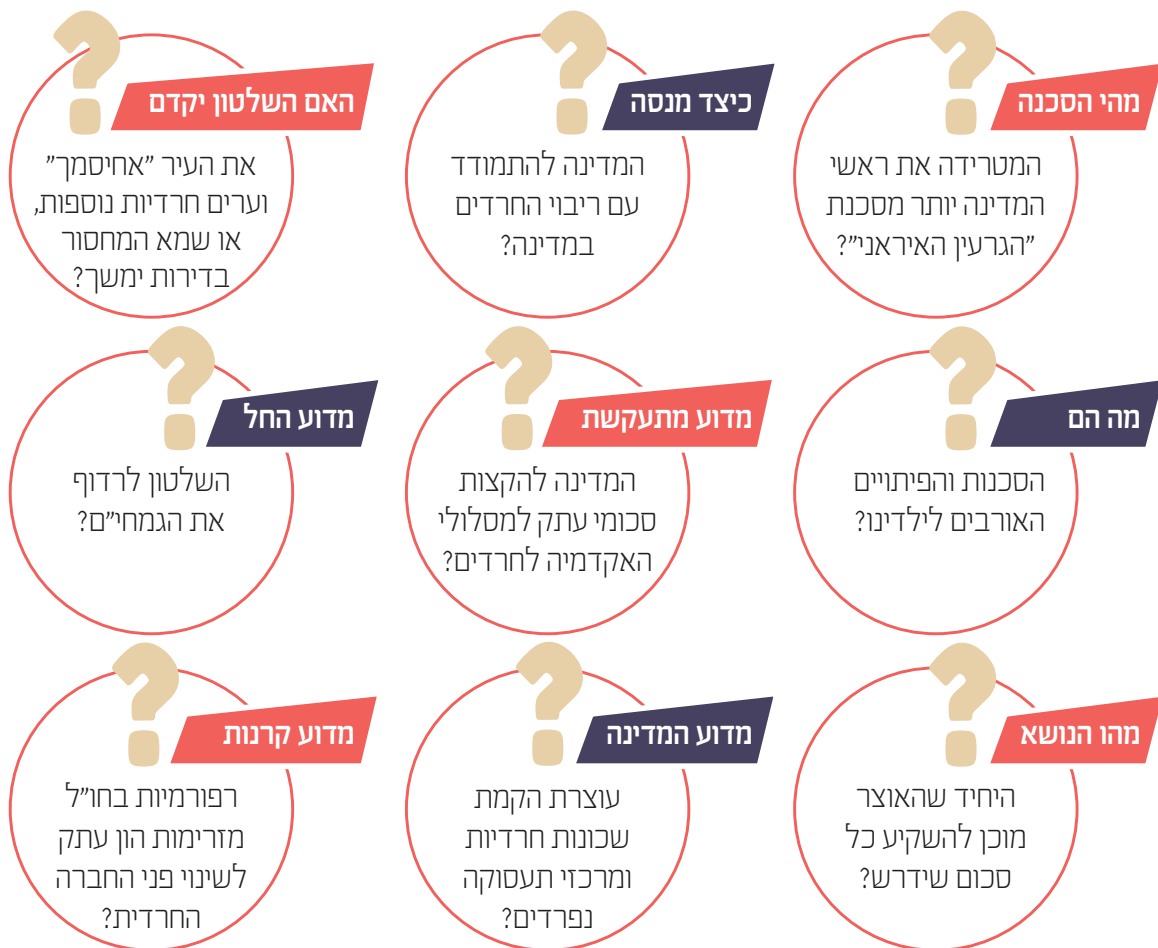 מהי הסכנה
המטרידה את ראשי
המדינה יותר מסכנת
"הגרעין האיראני"?
כיצד מנסה
המדינה להתמודד
עם ריבוי החרדים
במדינה?
האם השלטון יקדם
את העיר "אחיסמך"
וערים חרדיות נוספות,
או שמא המחסור
בדירות ימשך?
מה הם
הסכנות והפיתויים
האורבים לילדינו?
מדוע מתעקשת
המדינה להקצות
סכומי עתק למסלולי
האקדמיה לחרדים?
מדוע החל
השלטון לרדוף
את הגמחי"ם?
מהו הנושא
היחיד שהאוצר
מוכן להשקיע כל
סכום שידרש?
מדוע המדינה
עוצרת הקמת
שכונות חרדיות
ומרכזי תעסוקה
נפרדים?
מדוע קרנות
רפורמיות בחו"ל
מזרימות הון עתק
לשינוי פני החברה
החרדית?